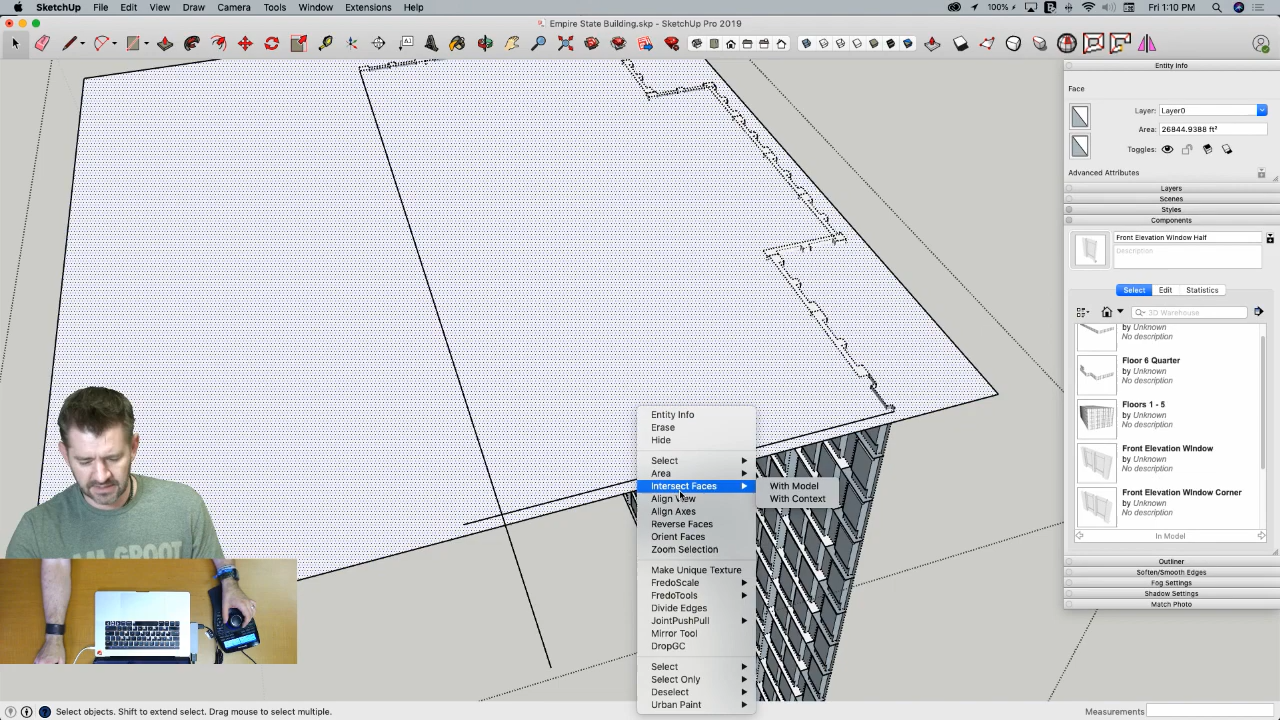 SketchUp File Edit View Draw Camera Tools Window Extensions Help
100% Fri 1:10 PM
Empire State Building.skp - SketchUp Pro 2019
Entity Info
Face
Layer: Layer0
Area: 26844.9388 ft²
Toggles:
Advanced Attributes
Layers
Scenes
Styles
Components
Front Elevation Window Half
Description
Select Edit Statistics
3D Warehouse
by Unknown
No description
Floor 6 Quarter
by Unknown
No description
Floors 1 - 5
by Unknown
No description
Front Elevation Window
by Unknown
No description
Front Elevation Window Corner
by Unknown
No description
In Model
Outliner
Soften/Smooth Edges
Fog Settings
Shadow Settings
Match Photo
Entity Info
Erase
Hide
Select
Area
Intersect Faces
With Model
With Context
Align View
Align Axes
Reverse Faces
Orient Faces
Zoom Selection
Make Unique Texture
FredoScale
FredoTools
Divide Edges
JointPushPull
Mirror Tool
DropGC
Select
Select Only
Deselect
Urban Paint
Select objects. Shift to extend select. Drag mouse to select multiple.
Measurements